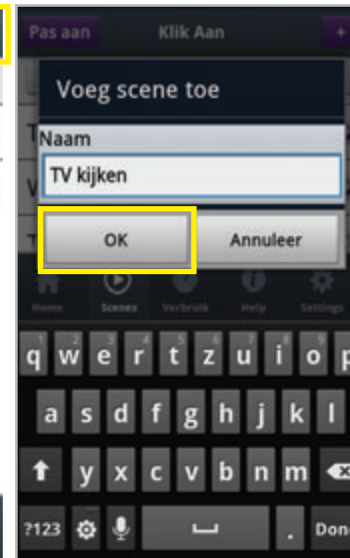 Pas aan Klik Aan +
Voeg scene toe
Naam
TV kijken
OK Annuleer
Home Scenes Verbruik Help Settings
q w e r t z u i o p
a s d f g h j k l
y x c v b n m
?123 . Done